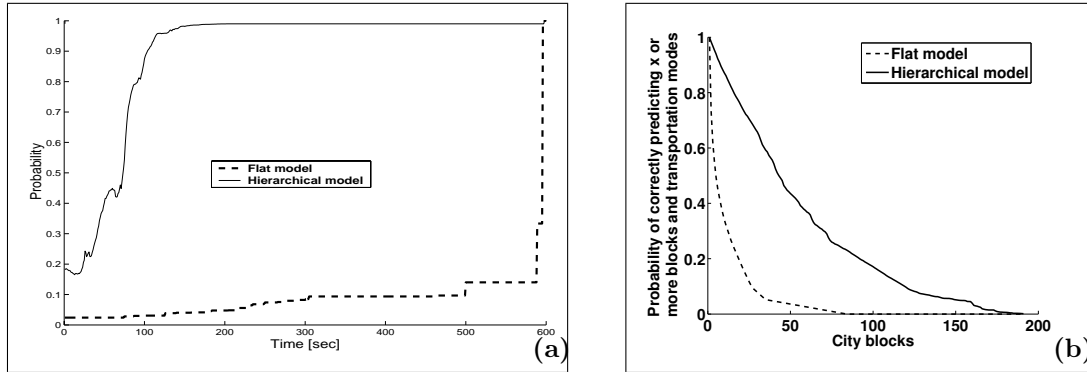 1
0.9
0.8
0.7
0.6
0.5
0.4
0.3
0.2
0.1
0
Probability
Flat model
Hierarchical model
0 100 200 300 400 500 600
Time [sec]
(a)
Probability of correctly predicting x or
more blocks and transportation modes
1
0.8
0.6
0.4
0.2
0
Flat model
Hierarchical model
0 50 100 150 200
City blocks
(b)